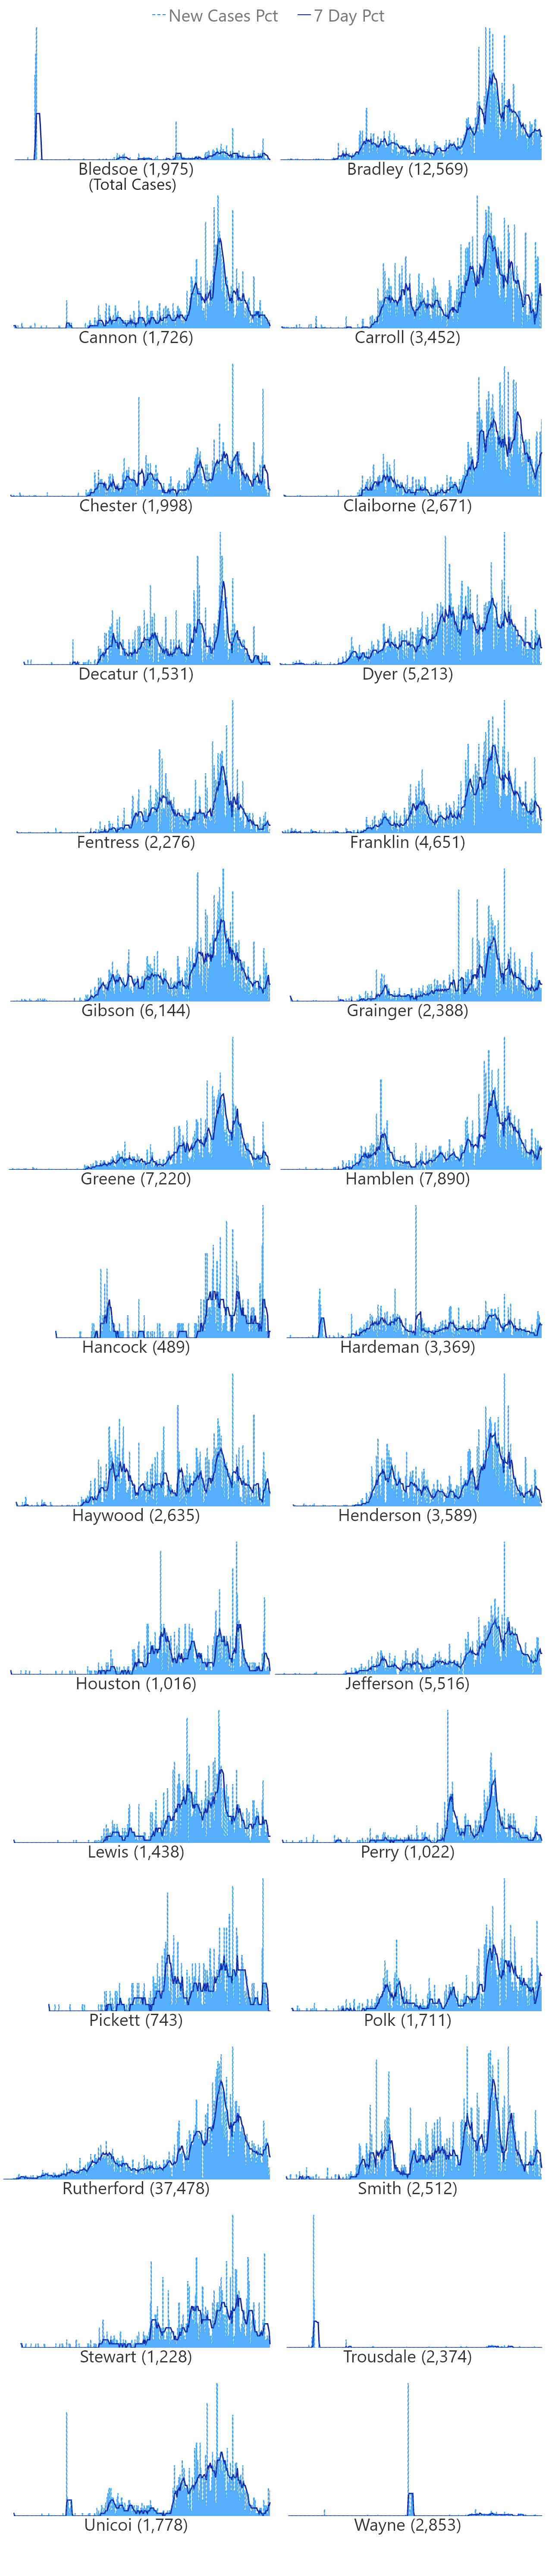 New Cases Pct 7 Day Pct
Bledsoe (1,975) Bradley (12,569)
(Total Cases)
Cannon (1,726) Carroll (3,452)
Chester (1,998) Claiborne (2,671)
Decatur (1,531) Dyer (5,213)
Fentress (2,276) Franklin (4,651)
Gibson (6,144) Grainger (2,388)
Greene (7,220) Hamblen (7,890)
Hancock (489) Hardeman (3,369)
Haywood (2,635) Henderson (3,589)
Houston (1,016) Jefferson (5,516)
Lewis (1,438) Perry (1,022)
Pickett (743) Polk (1,711)
Rutherford (37,478) Smith (2,512)
Stewart (1,228) Trousdale (2,374)
Unicoi (1,778) Wayne (2,853)